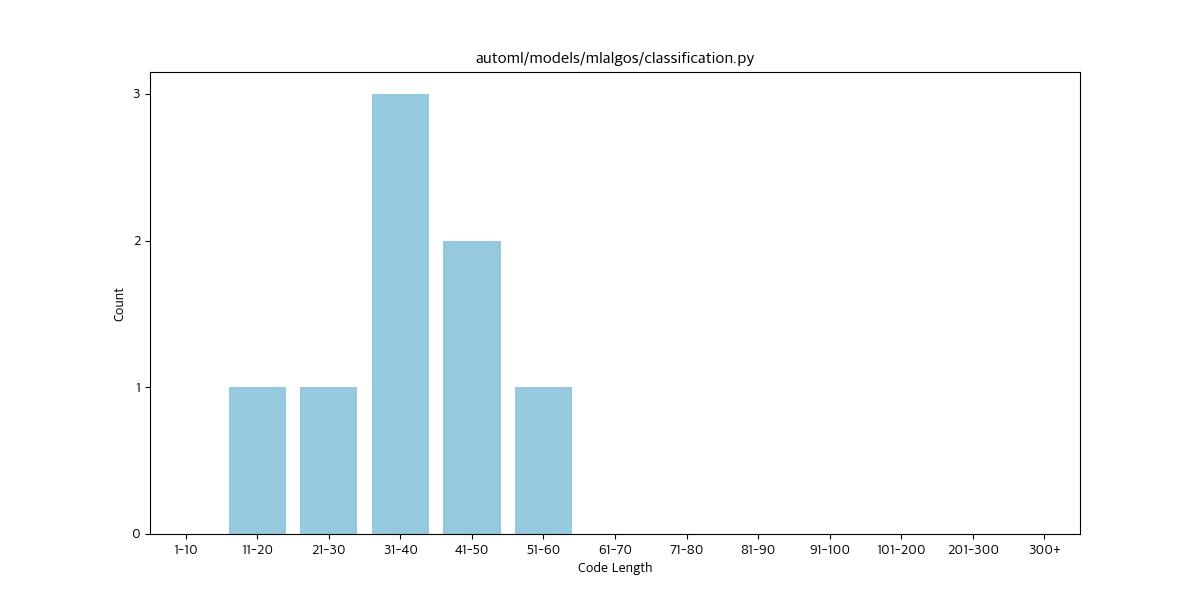 automl/models/mlalgos/classification.py
3
2
1
0
Count
1-10 11-20 21-30 31-40 41-50 51-60 61-70 71-80 81-90 91-100 101-200 201-300 300+
Code Length